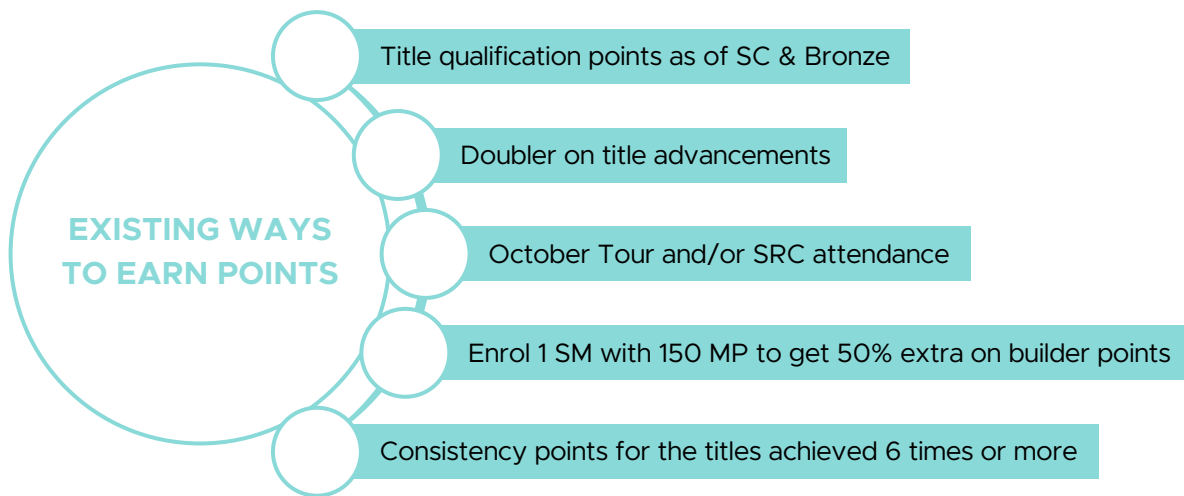 EXISTING WAYS
TO EARN POINTS
Title qualification points as of SC & Bronze
Doubler on title advancements
October Tour and/or SRC attendance
Enrol 1 SM with 150 MP to get 50% extra on builder points
Consistency points for the titles achieved 6 times or more